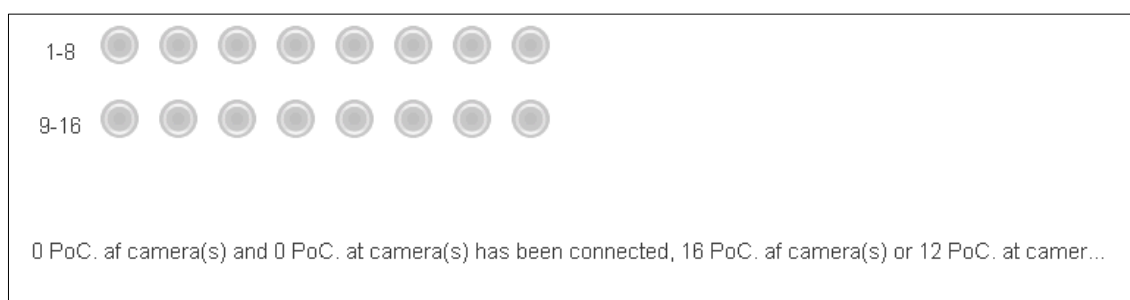 1-8
9-16
0 PoC. af camera(s) and 0 PoC. at camera(s) has been connected, 16 PoC. af camera(s) or 12 PoC. at camer...